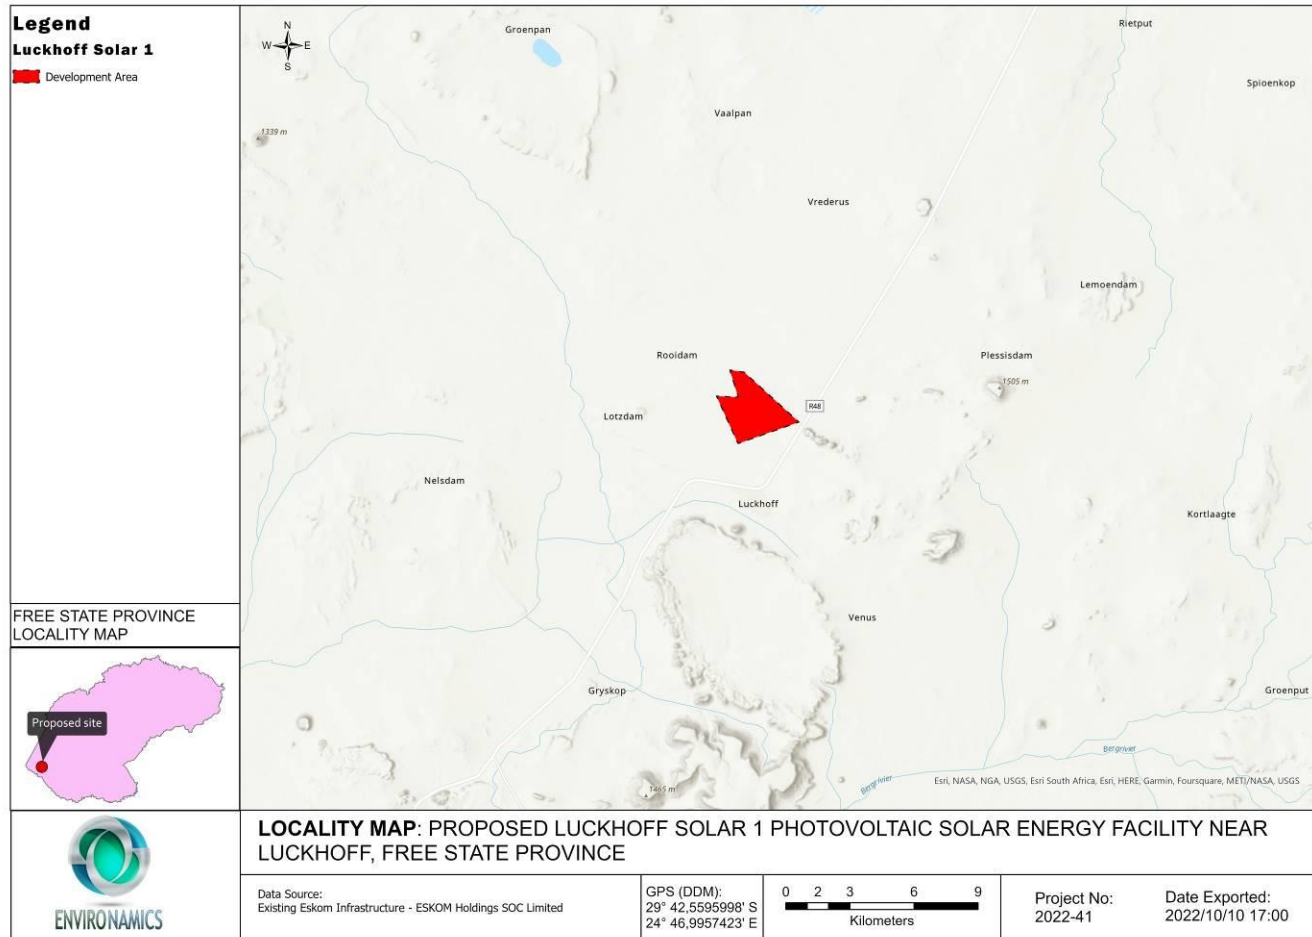 Legend
Luckhoff Solar 1
Development Area
FREE STATE PROVINCE
LOCALITY MAP
Proposed site
N
W E
S
Groenpan
Rietput
Spioenkop
Vaalpan
1339 m
Vrederus
Lemoendam
Rooidam
Plessisdam
1505 m
R48
Lotzdam
Nelsdam
Luckhoff
Kortlaagte
Venus
Gryskop
Groenput
Bergrivier
Bergrivier
1465 m
Esri, NASA, NGA, USGS, Esri South Africa, Esri, HERE, Garmin, Foursquare, METI/NASA, USGS
ENVIRONAMICS
LOCALITY MAP: PROPOSED LUCKHOFF SOLAR 1 PHOTOVOLTAIC SOLAR ENERGY FACILITY NEAR
LUCKHOFF, FREE STATE PROVINCE
Data Source:
Existing Eskom Infrastructure - ESKOM Holdings SOC Limited
GPS (DDM):
29° 42,5595998' S
24° 46,9957423' E
0 2 3 6 9
Kilometers
Project No:
2022-41
Date Exported:
2022/10/10 17:00